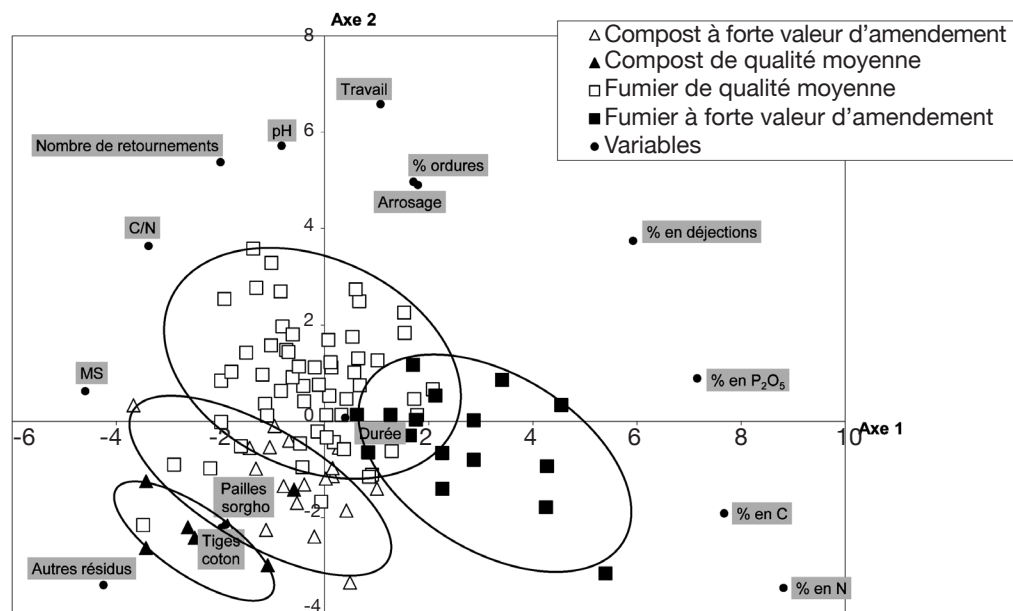 Axe 2
8
△ Compost à forte valeur d’amendement
▲ Compost de qualité moyenne
□ Fumier de qualité moyenne
■ Fumier à forte valeur d’amendement
● Variables
Travail
6
pH
Nombre de retournements
% ordures
Arrosage
4
C/N
% en déjections
2
MS
% en P₂O₅
0
-6
-4
-2
Durée
2
4
6
8
10
Axe 1
Pailles
sorgho
-2
% en C
Tiges
coton
Autres résidus
% en N
-4